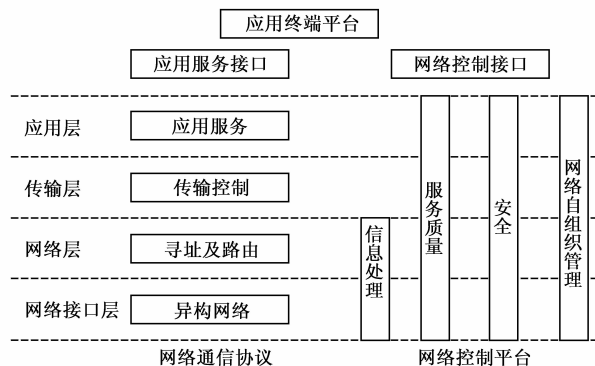 应用终端平台
应用服务接口
网络控制接口
应用层
应用服务
传输层
传输控制
网络层
寻址及路由
网络接口层
异构网络
信息处理
服务质量
安全
网络自组织管理
网络通信协议
网络控制平台